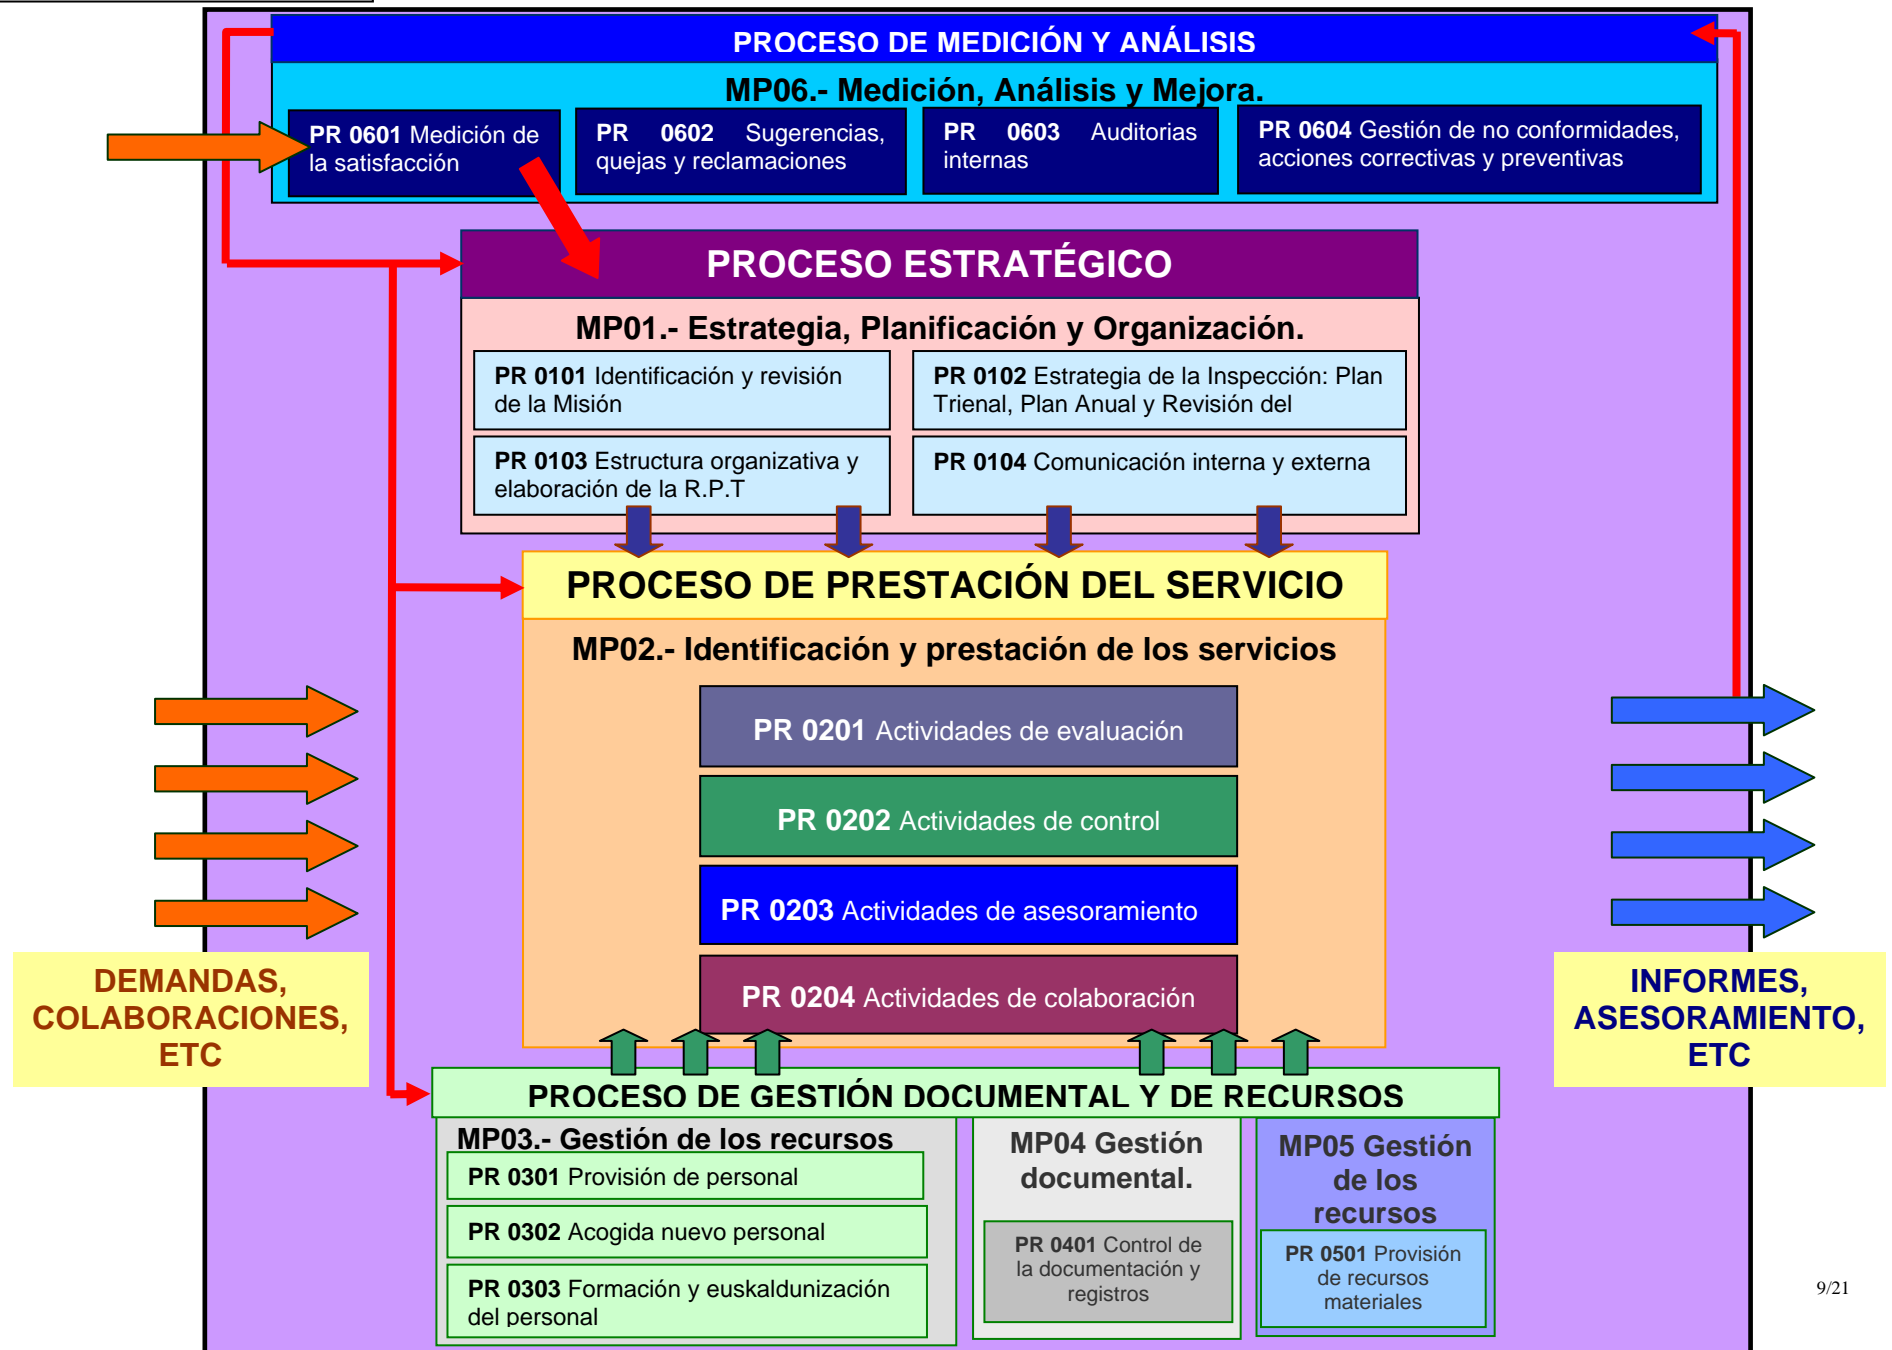 PROCESO DE MEDICIÓN Y ANÁLISIS
MP06.- Medición, Análisis y Mejora.
PR 0601 Medición de
la satisfacción
PR 0602 Sugerencias,
quejas y reclamaciones
PR 0603 Auditorias
internas
PR 0604 Gestión de no conformidades,
acciones correctivas y preventivas
PROCESO ESTRATÉGICO
MP01.- Estrategia, Planificación y Organización.
PR 0101 Identificación y revisión
de la Misión
PR 0102 Estrategia de la Inspección: Plan
Trienal, Plan Anual y Revisión del
PR 0103 Estructura organizativa y
elaboración de la R.P.T
PR 0104 Comunicación interna y externa
PROCESO DE PRESTACIÓN DEL SERVICIO
MP02.- Identificación y prestación de los servicios
PR 0201 Actividades de evaluación
PR 0202 Actividades de control
PR 0203 Actividades de asesoramiento
PR 0204 Actividades de colaboración
DEMANDAS,
COLABORACIONES,
ETC
INFORMES,
ASESORAMIENTO,
ETC
PROCESO DE GESTIÓN DOCUMENTAL Y DE RECURSOS
MP03.- Gestión de los recursos
PR 0301 Provisión de personal
PR 0302 Acogida nuevo personal
PR 0303 Formación y euskaldunización
del personal
MP04 Gestión
documental.
PR 0401 Control de
la documentación y
registros
MP05 Gestión
de los
recursos
PR 0501 Provisión
de recursos
materiales
9/21